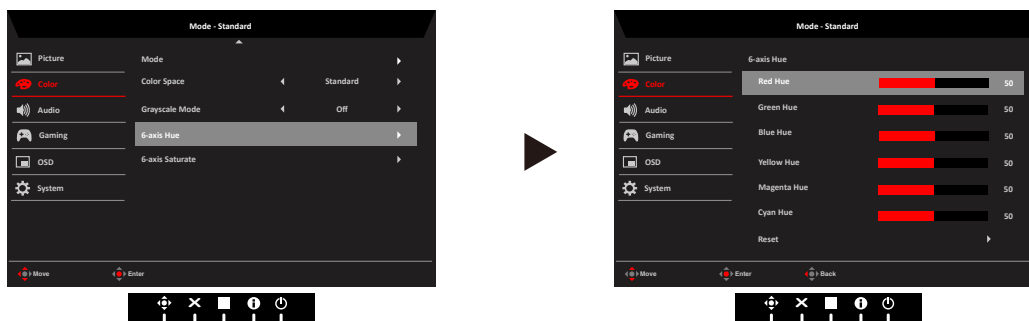 Mode - Standard
Picture
Color
Audio
Gaming
OSD
System
Mode
Color Space Standard
Grayscale Mode Off
6-axis Hue
6-axis Saturate
Move Enter
Mode - Standard
Picture
Color
Audio
Gaming
OSD
System
6-axis Hue
Red Hue 50
Green Hue 50
Blue Hue 50
Yellow Hue 50
Magenta Hue 50
Cyan Hue 50
Reset
Move Enter Back